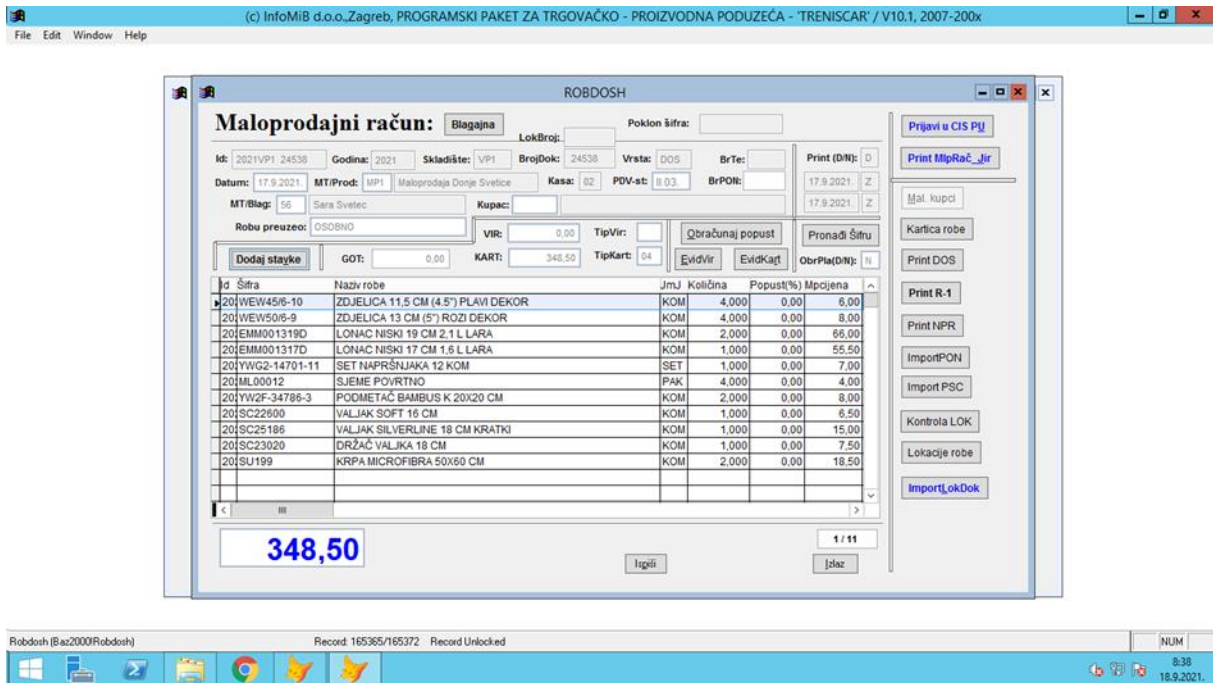 (c) InfoMiB d.o.o.,Zagreb, PROGRAMSKI PAKET ZA TRGOVAČKO - PROIZVODNA PODUZEĆA - 'TRENISCAR' / V10.1, 2007-200x
File Edit Window Help
ROBDOSH
Maloprodajni račun: Blagajna LokBroj: Poklon šifra:
Id: 2021VP1 24538 Godina: 2021 Skladište: VP1 BrojDok: 24538 Vrsta: DOS BrTe: Print (D/N): D
Datum: 17.9.2021. MT/Prod: MP1 Maloprodaja Donje Svetice Kasa: 02 PDV-st: II.03. BrPON: 17.9.2021. Z
MT/Blag: 56 Sara Svetec Kupac: 17.9.2021. Z
Robu preuzeo: OSOBNO VIR: 0,00 TipVir: Obračunaj popust Pronađi Šifru
Dodaj stavke GOT: 0,00 KART: 348,50 TipKart: 04 EvidVir EvidKart ObrPla(D/N): N
Id Šifra Naziv robe JmJ Količina Popust(%) Mpcijena
20 WEW45/6-10 ZDJELICA 11,5 CM (4.5") PLAVI DEKOR KOM 4,000 0,00 6,00
20 WEW50/6-9 ZDJELICA 13 CM (5") ROZI DEKOR KOM 4,000 0,00 8,00
20 EMM001319D LONAC NISKI 19 CM 2,1 L LARA KOM 2,000 0,00 66,00
20 EMM001317D LONAC NISKI 17 CM 1,6 L LARA KOM 1,000 0,00 55,50
20 YWG2-14701-11 SET NAPRŠNJAKA 12 KOM SET 1,000 0,00 7,00
20 ML00012 SJEME POVRTNO PAK 4,000 0,00 4,00
20 YW2F-34786-3 PODMETAČ BAMBUS K 20X20 CM KOM 2,000 0,00 8,00
20 SC22600 VALJAK SOFT 16 CM KOM 1,000 0,00 6,50
20 SC25186 VALJAK SILVERLINE 18 CM KRATKI KOM 1,000 0,00 15,00
20 SC23020 DRŽAČ VALJKA 18 CM KOM 1,000 0,00 7,50
20 SU199 KRPA MICROFIBRA 50X60 CM KOM 2,000 0,00 18,50
348,50
1 / 11
Ispiši Izlaz
Prijavi u CIS PU
Print MlpRač_Jir
Mal. kupci
Kartica robe
Print DOS
Print R-1
Print NPR
ImportPON
Import PSC
Kontrola LOK
Lokacije robe
ImportLokDok
Robdosh (Baz2000!Robdosh) Record: 165365/165372 Record Unlocked NUM
8:38
18.9.2021.